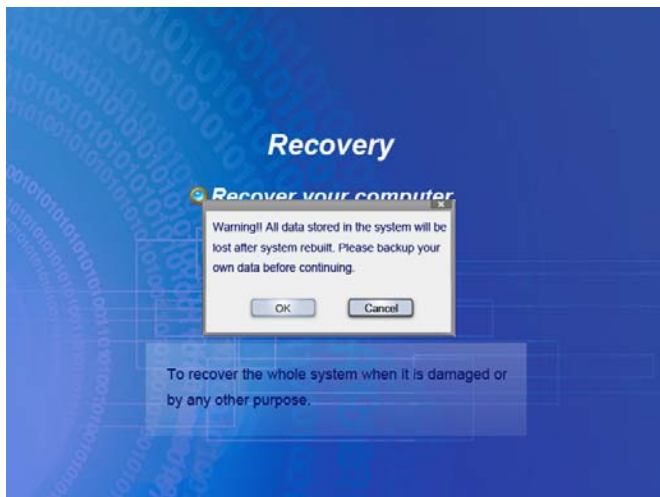 Recovery
Recover your computer
Warning!! All data stored in the system will be
lost after system rebuilt. Please backup your
own data before continuing.
OK Cancel
To recover the whole system when it is damaged or
by any other purpose.